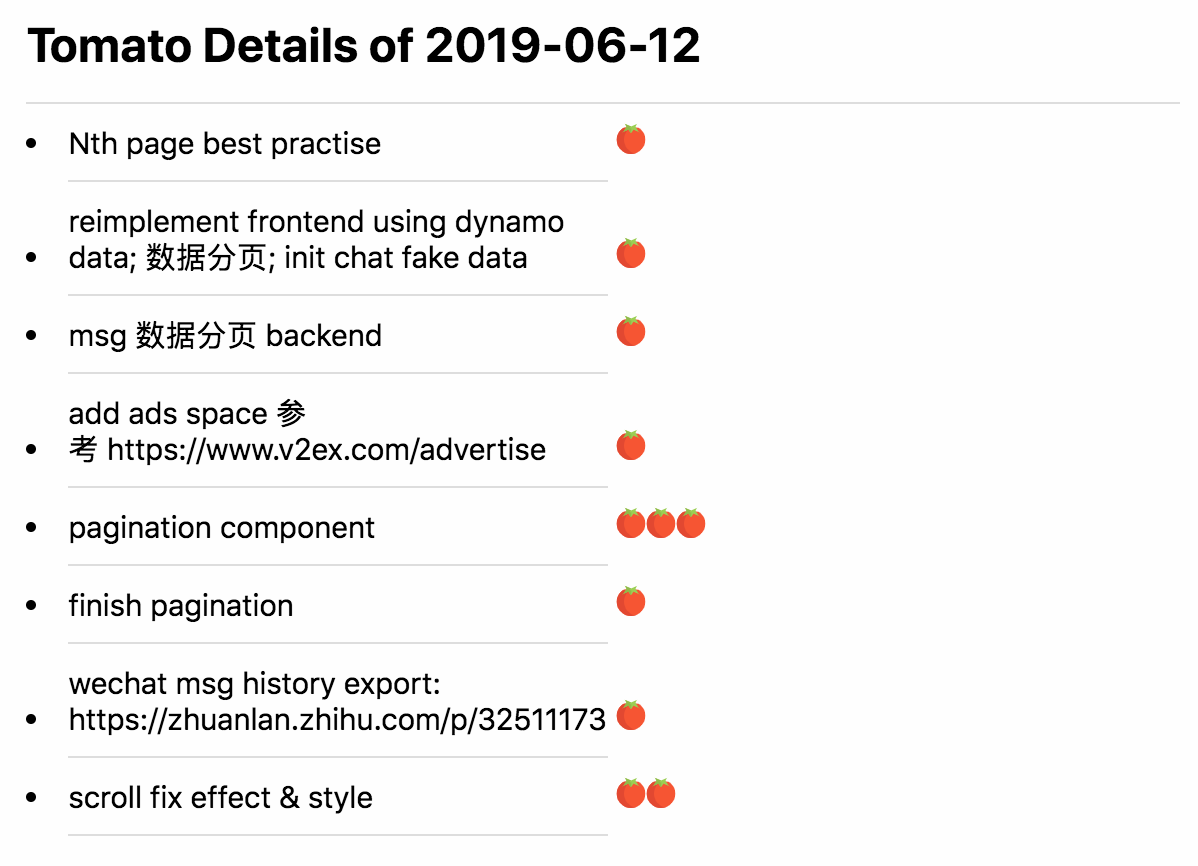 Tomato Details of 2019-06-12
Nth page best practise
reimplement frontend using dynamo
data; 数据分页; init chat fake data
msg 数据分页 backend
add ads space 参
考 https://www.v2ex.com/advertise
pagination component
finish pagination
wechat msg history export:
https://zhuanlan.zhihu.com/p/32511173
scroll fix effect & style